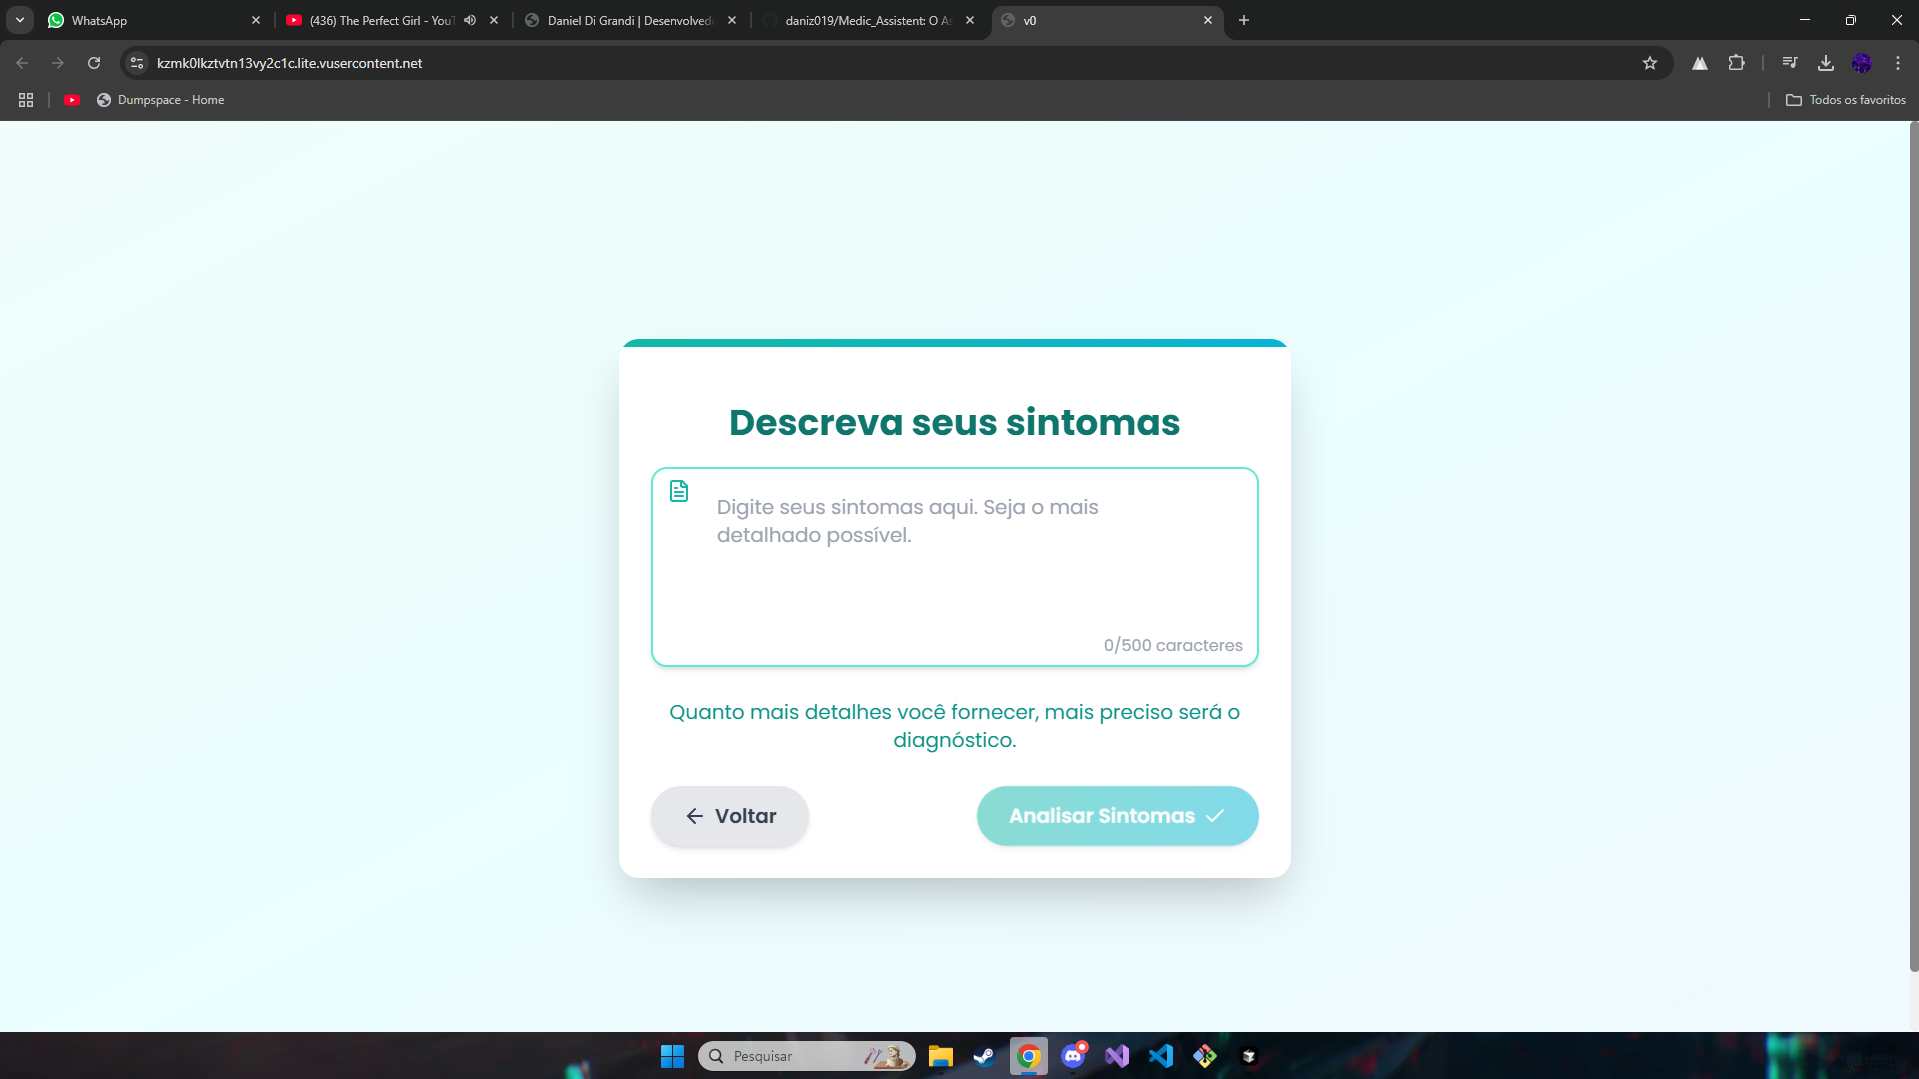 WhatsApp
(436) The Perfect Girl - YouT
Daniel Di Grandi | Desenvolvedo
daniz019/Medic_Assistent: O As
v0
kzmk0lkztvtn13vy2c1c.lite.vusercontent.net
Dumpspace - Home
Todos os favoritos
Descreva seus sintomas
Digite seus sintomas aqui. Seja o mais
detalhado possível.
0/500 caracteres
Quanto mais detalhes você fornecer, mais preciso será o
diagnóstico.
Voltar
Analisar Sintomas
Pesquisar